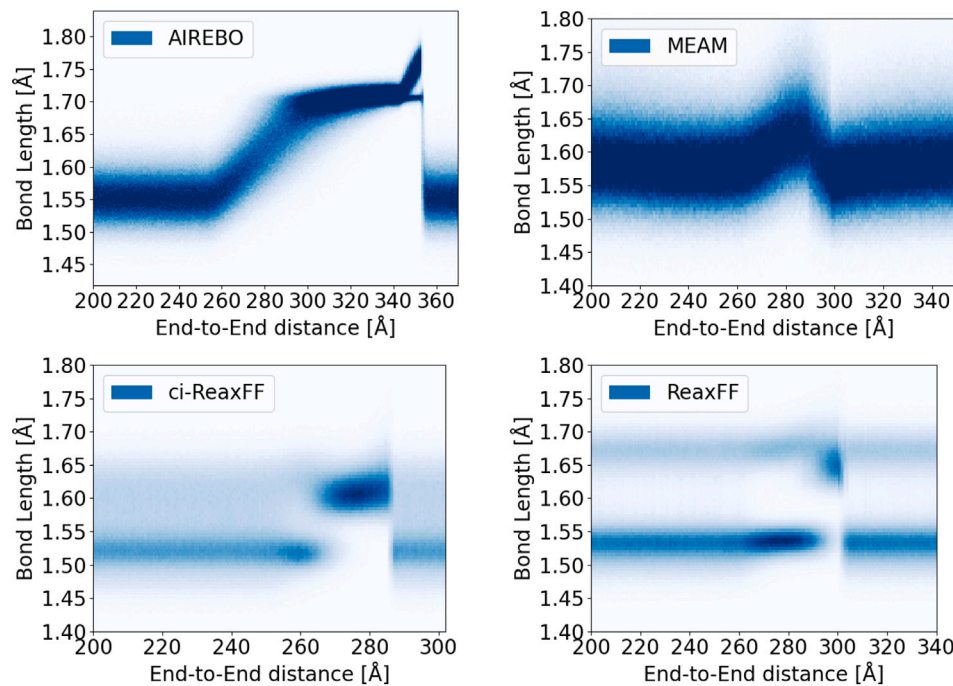 AIREBO
1.80
1.75
1.70
1.65
1.60
1.55
1.50
1.45
Bond Length [Å]
200 220 240 260 280 300 320 340 360
End-to-End distance [Å]
MEAM
1.80
1.75
1.70
1.65
1.60
1.55
1.50
1.45
1.40
Bond Length [Å]
200 220 240 260 280 300 320 340
End-to-End distance [Å]
ci-ReaxFF
1.80
1.75
1.70
1.65
1.60
1.55
1.50
1.45
1.40
Bond Length [Å]
200 220 240 260 280 300
End-to-End distance [Å]
ReaxFF
1.80
1.75
1.70
1.65
1.60
1.55
1.50
1.45
1.40
Bond Length [Å]
200 220 240 260 280 300 320 340
End-to-End distance [Å]